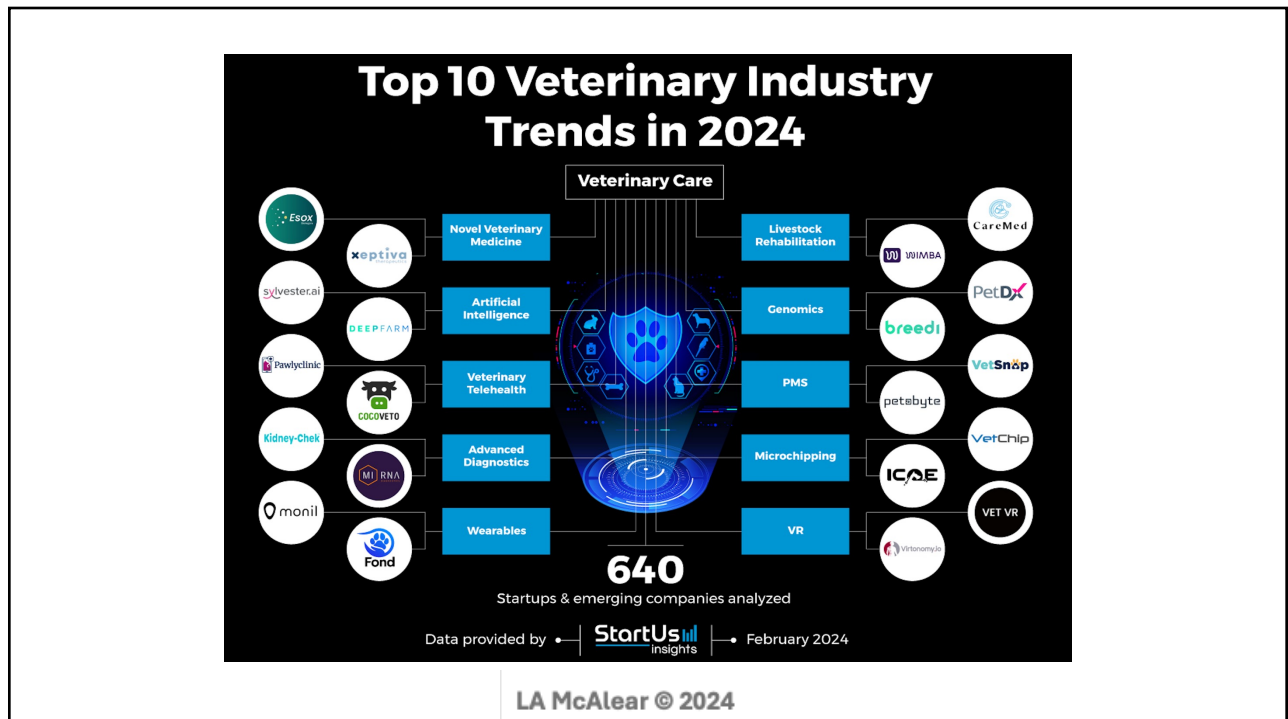 Top 10 Veterinary Industry
Trends in 2024
Veterinary Care
Esox
xeptiva
Novel Veterinary
Medicine
sylvester.ai
DEEPFARM
Artificial
Intelligence
Pawlyclinic
COCOVETO
Veterinary
Telehealth
Kidney-Chek
MI RNA
Advanced
Diagnostics
monil
Fond
Wearables
Livestock
Rehabilitation
WIMBA
CareMed
Genomics
breedi
PetDX
PMS
petobyte
VetSnap
Microchipping
VetChip
VR
Virtonomy.io
VET VR
640
Startups & emerging companies analyzed
Data provided by
StartUs
insights
February 2024
LA McAlear © 2024